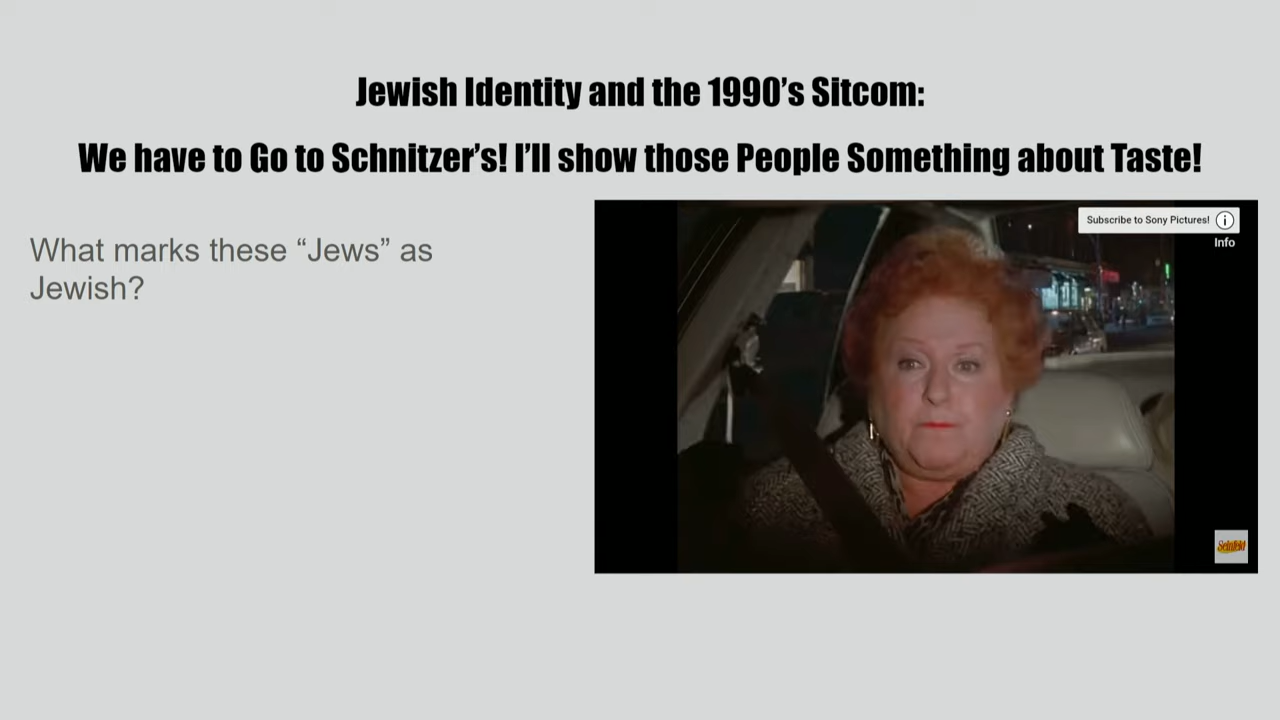 Jewish Identity and the 1990's Sitcom:
We have to Go to Schnitzer's! I'll show those People Something about Taste!
What marks these “Jews” as
Jewish?
Subscribe to Sony Pictures!
Info
Seinfeld